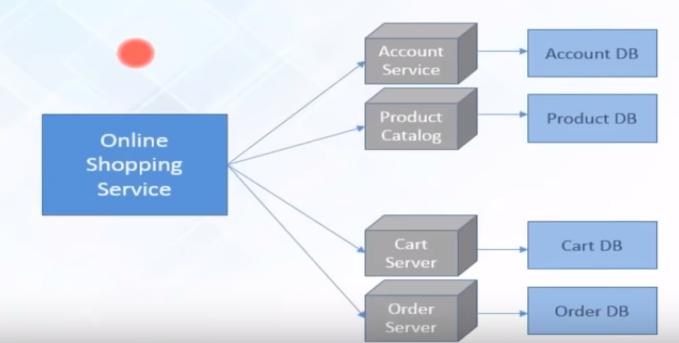 Online
Shopping
Service
Account
Service
Account DB
Product
Catalog
Product DB
Cart
Server
Cart DB
Order
Server
Order DB